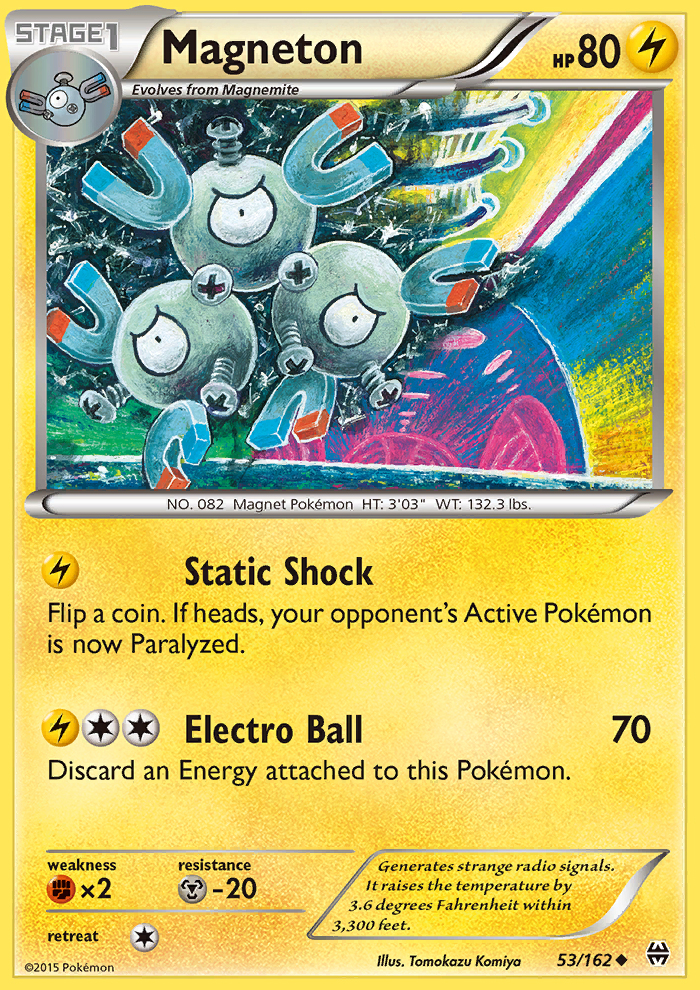 STAGE1
Magneton
HP80
Evolves from Magnemite
NO. 082 Magnet Pokémon HT: 3'03" WT: 132.3 lbs.
Static Shock
Flip a coin. If heads, your opponent's Active Pokémon
is now Paralyzed.
Electro Ball 70
Discard an Energy attached to this Pokémon.
weakness
×2
resistance
-20
retreat
Generates strange radio signals.
It raises the temperature by
3.6 degrees Fahrenheit within
3,300 feet.
©2015 Pokémon
Illus. Tomokazu Komiya
53/162